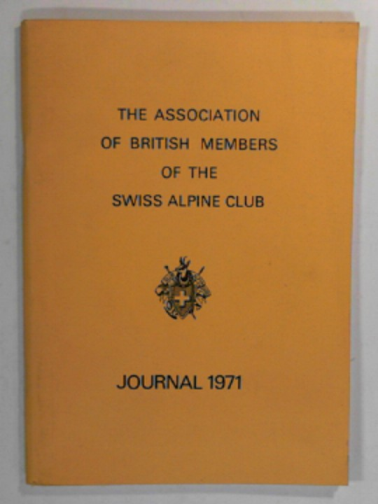 THE ASSOCIATION
OF BRITISH MEMBERS
OF THE
SWISS ALPINE CLUB
JOURNAL 1971